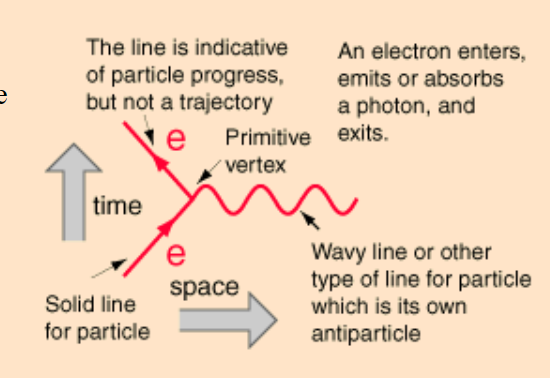 The line is indicative
of particle progress,
but not a trajectory
An electron enters,
emits or absorbs
a photon, and
exits.
e
e
Primitive
vertex
time
e
space
Solid line
for particle
Wavy line or other
type of line for particle
which is its own
antiparticle